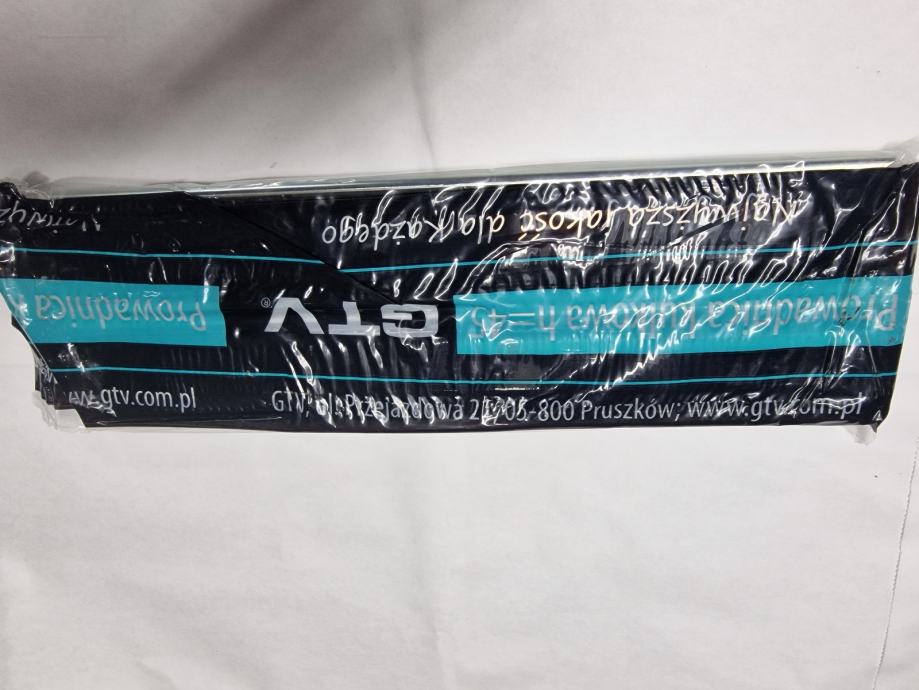 Najwyższa jakość dla Każdego
Prowadnica kulkowa h=45
GTV®
Prowadnica k
www.gtv.com.pl
GTV, ul. Przejazdowa 21, 05-800 Pruszków; www.gtv.com.pl